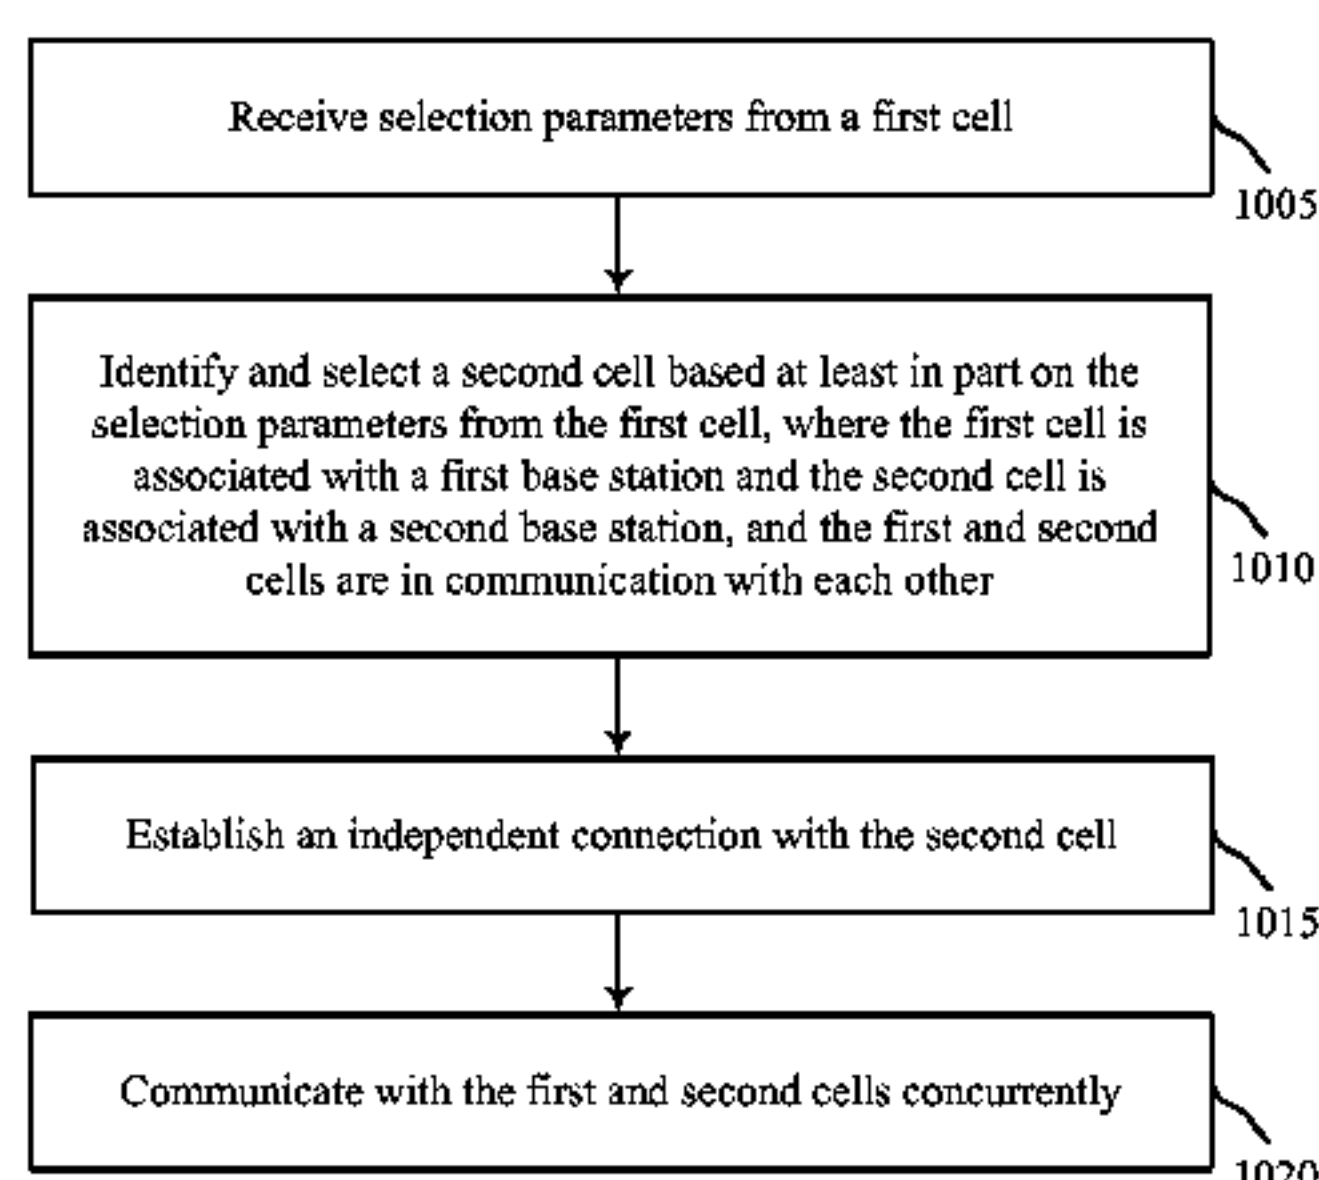 Receive selection parameters from a first cell
1005
Identify and select a second cell based at least in part on the
selection parameters from the first cell, where the first cell is
associated with a first base station and the second cell is
associated with a second base station, and the first and second
cells are in communication with each other
1010
Establish an independent connection with the second cell
1015
Communicate with the first and second cells concurrently
1020